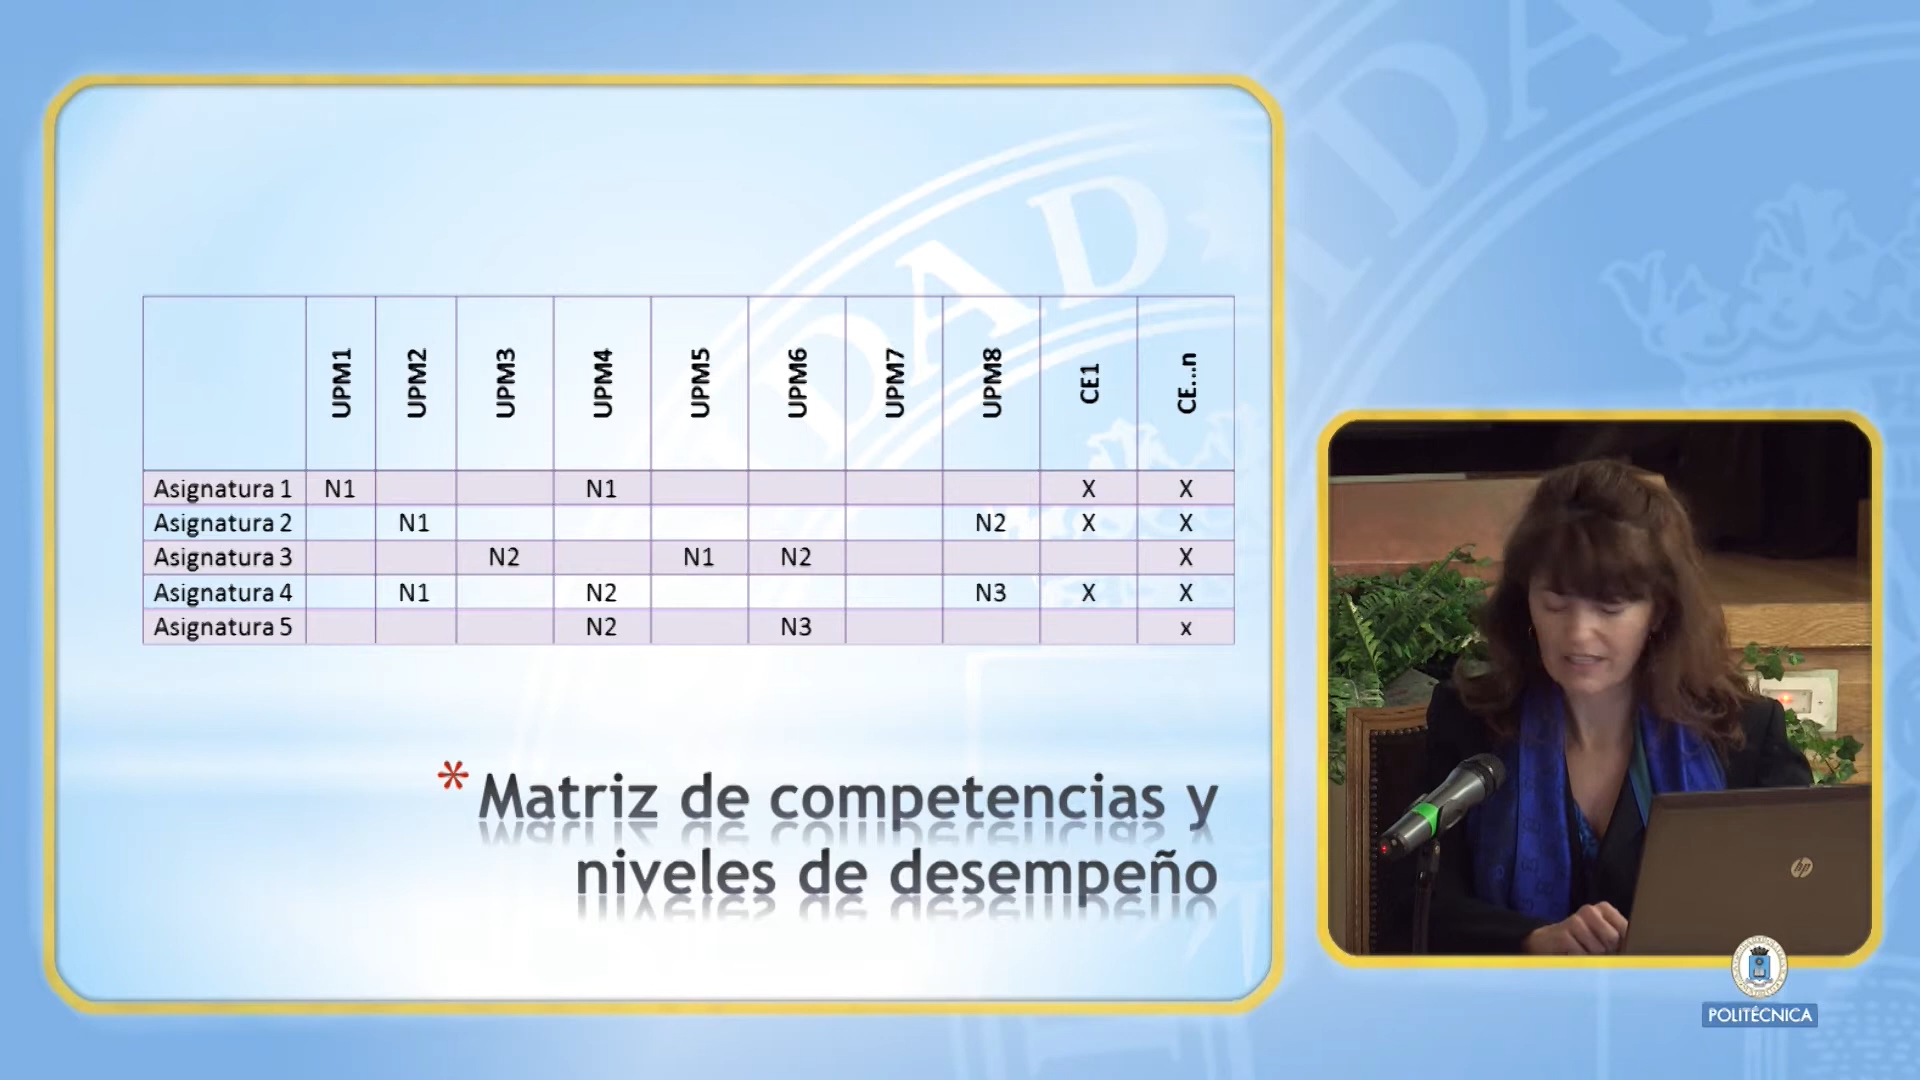 UPM1 UPM2 UPM3 UPM4 UPM5 UPM6 UPM7 UPM8 CE1 CE...n
Asignatura 1 N1 N1 X X
Asignatura 2 N1 N2 X X
Asignatura 3 N2 N1 N2 X
Asignatura 4 N1 N2 N3 X X
Asignatura 5 N2 N3 x
* Matriz de competencias y
niveles de desempeño
hp
POLITÉCNICA